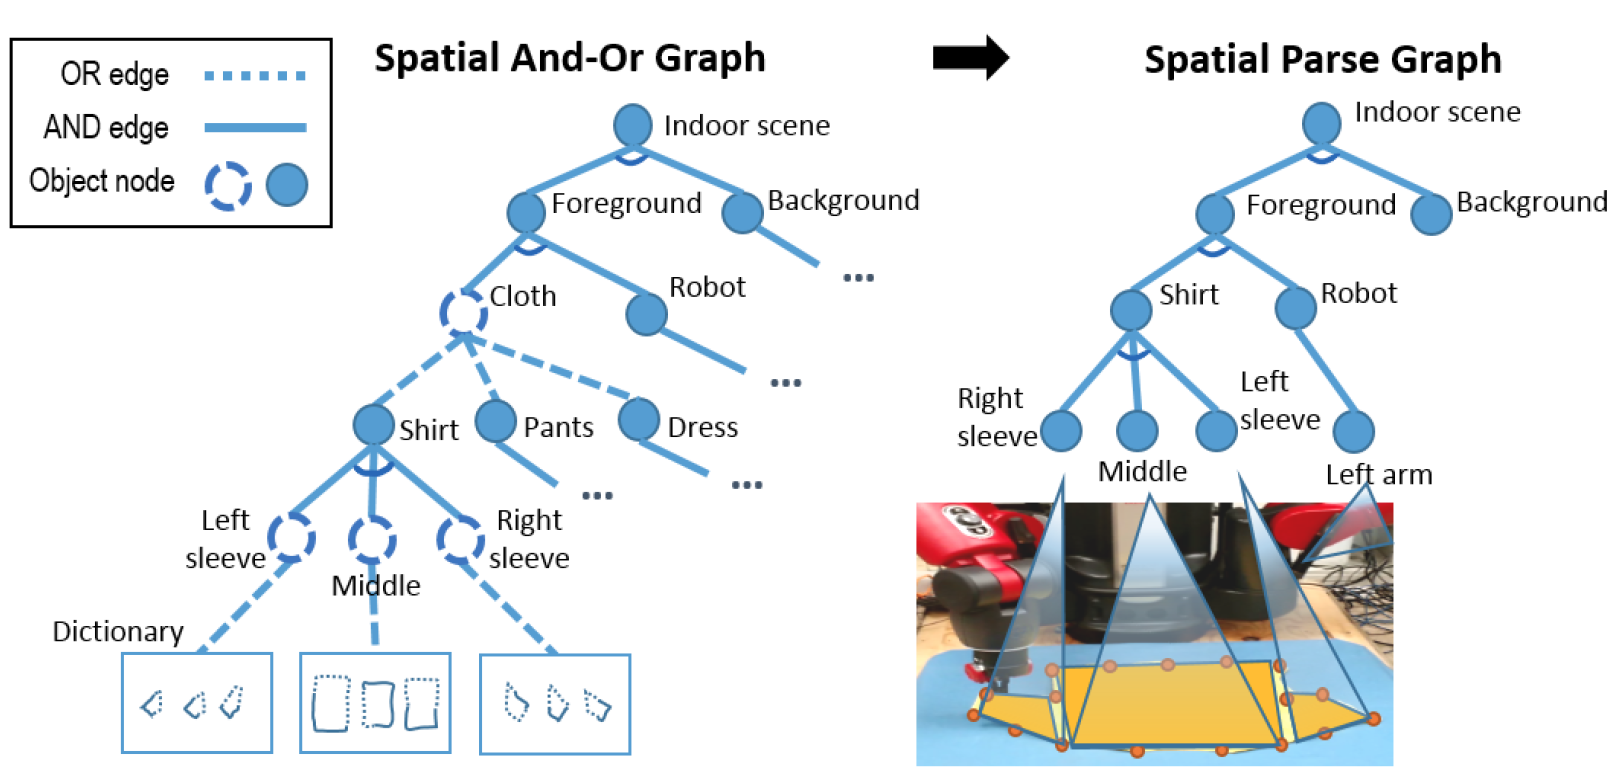 OR edge
AND edge
Object node
Spatial And-Or Graph
Indoor scene
Foreground
Background
...
Cloth
Robot
...
Shirt
Pants
Dress
...
...
Left
sleeve
Middle
Right
sleeve
Dictionary
Spatial Parse Graph
Indoor scene
Foreground
Background
Shirt
Robot
Right
sleeve
Middle
Left
sleeve
Left arm